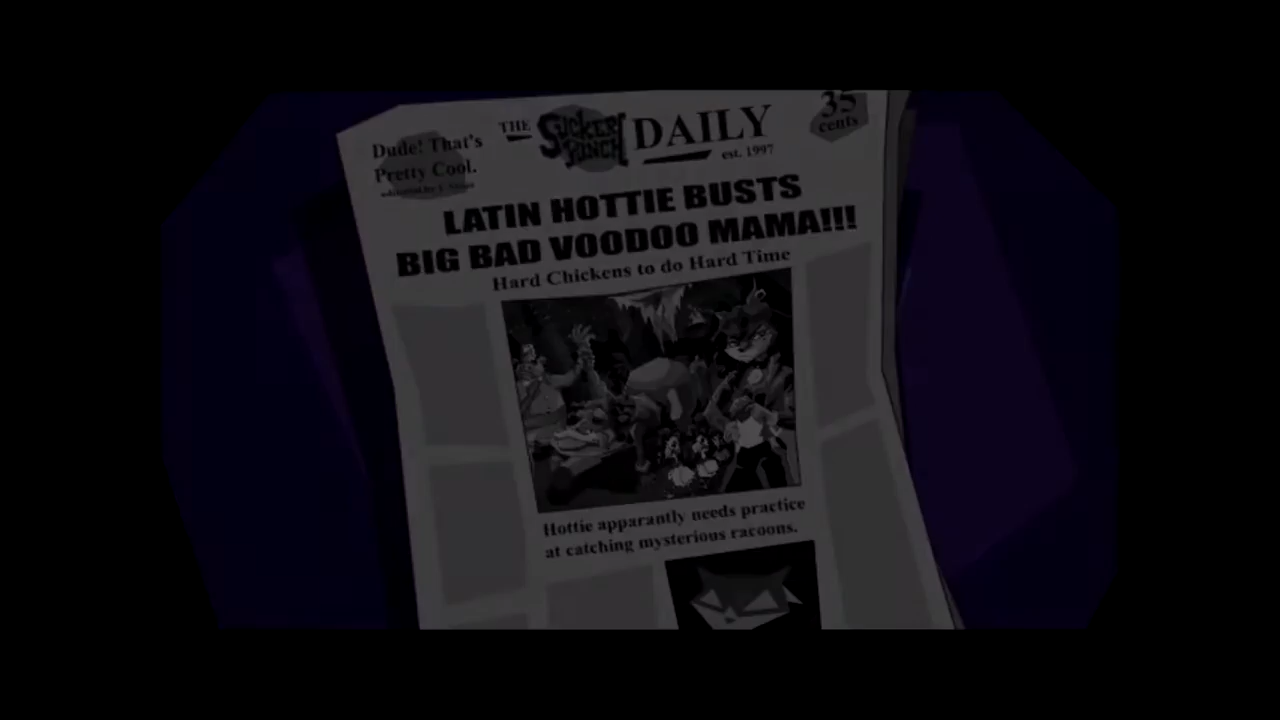 Dude! That's
Pretty Cool.
THE SUCKER PUNCH DAILY
est. 1997
35
cents
LATIN HOTTIE BUSTS
BIG BAD VOODOO MAMA!!!
Hard Chickens to do Hard Time
Hottie apparantly needs practice
at catching mysterious racoons.